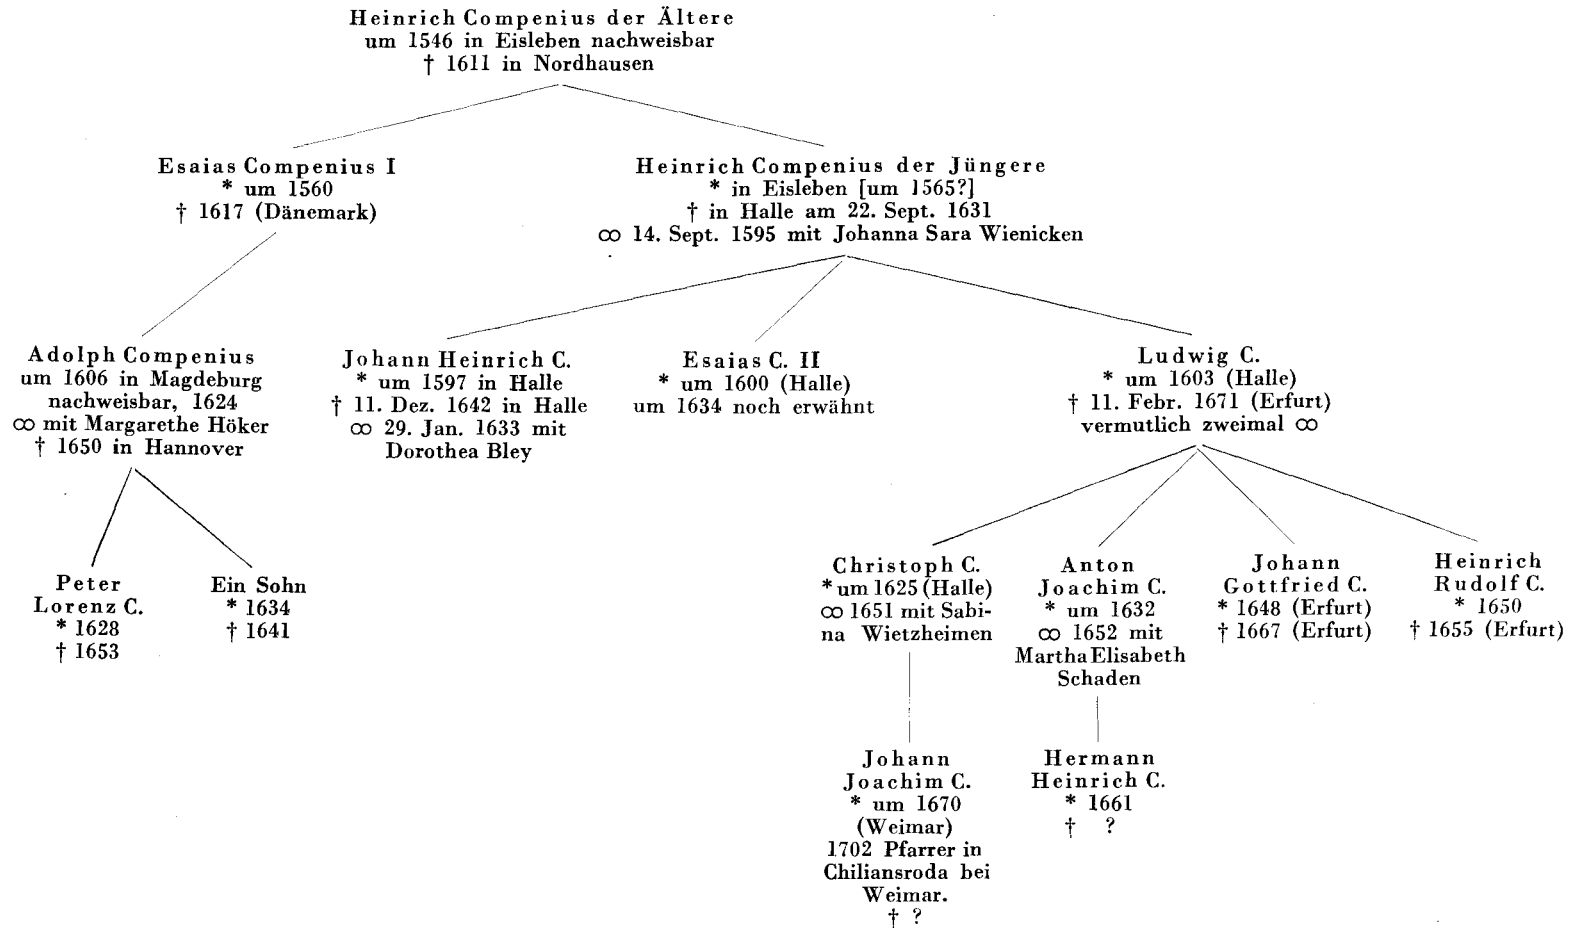 Heinrich Compenius der Ältere
um 1546 in Eisleben nachweisbar
† 1611 in Nordhausen
Esaias Compenius I
* um 1560
† 1617 (Dänemark)
Heinrich Compenius der Jüngere
* in Eisleben [um 1565?]
† in Halle am 22. Sept. 1631
∞ 14. Sept. 1595 mit Johanna Sara Wienicken
Adolph Compenius
um 1606 in Magdeburg
nachweisbar, 1624
∞ mit Margarethe Höker
† 1650 in Hannover
Johann Heinrich C.
* um 1597 in Halle
† 11. Dez. 1642 in Halle
∞ 29. Jan. 1633 mit
Dorothea Bley
Esaias C. II
* um 1600 (Halle)
um 1634 noch erwähnt
Ludwig C.
* um 1603 (Halle)
† 11. Febr. 1671 (Erfurt)
vermutlich zweimal ∞
Peter
Lorenz C.
* 1628
† 1653
Ein Sohn
* 1634
† 1641
Christoph C.
* um 1625 (Halle)
∞ 1651 mit Sabi-
na Wietzheimen
Anton
Joachim C.
* um 1632
∞ 1652 mit
Martha Elisabeth
Schaden
Johann
Gottfried C.
* 1648 (Erfurt)
† 1667 (Erfurt)
Heinrich
Rudolf C.
* 1650
† 1655 (Erfurt)
Johann
Joachim C.
* um 1670
(Weimar)
1702 Pfarrer in
Chiliansroda bei
Weimar.
† ?
Hermann
Heinrich C.
* 1661
† ?